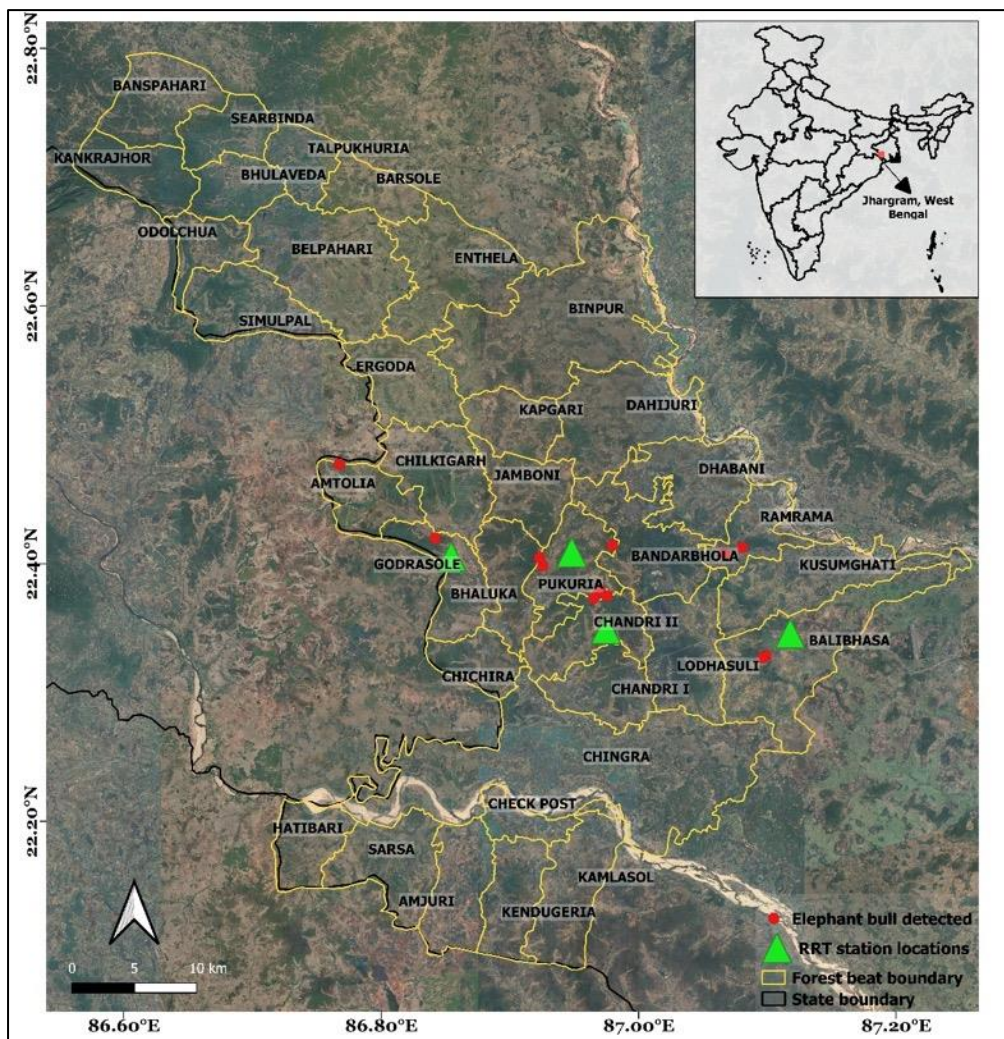 22.80°N
22.60°N
22.40°N
22.20°N
Jhargram, West
Bengal
BANSPAHARI
SEARBINDA
KANKRAJHOR
TALPUKHURIA
BHULAVEDA
BARSOLE
ODOLCHUA
BELPAHARI
ENTHELA
SIMULPAL
BINPUR
ERGODA
KAPGARI
DAHIJURI
CHILKIGARH
JAMBONI
DHABANI
AMTOLIA
RAMRAMA
GODRASOLE
BANDARBHOLA
KUSUMGHATI
BHALUKA
PUKURIA
CHANDRI II
BALIBHASA
LODHASULI
CHICHIRA
CHANDRI I
CHINGRA
CHECK POST
HATIBARI
SARSA
KAMLASOL
AMJURI
KENDUGERIA
Elephant bull detected
RRT station locations
Forest beat boundary
State boundary
0 5 10 km
86.60°E 86.80°E 87.00°E 87.20°E